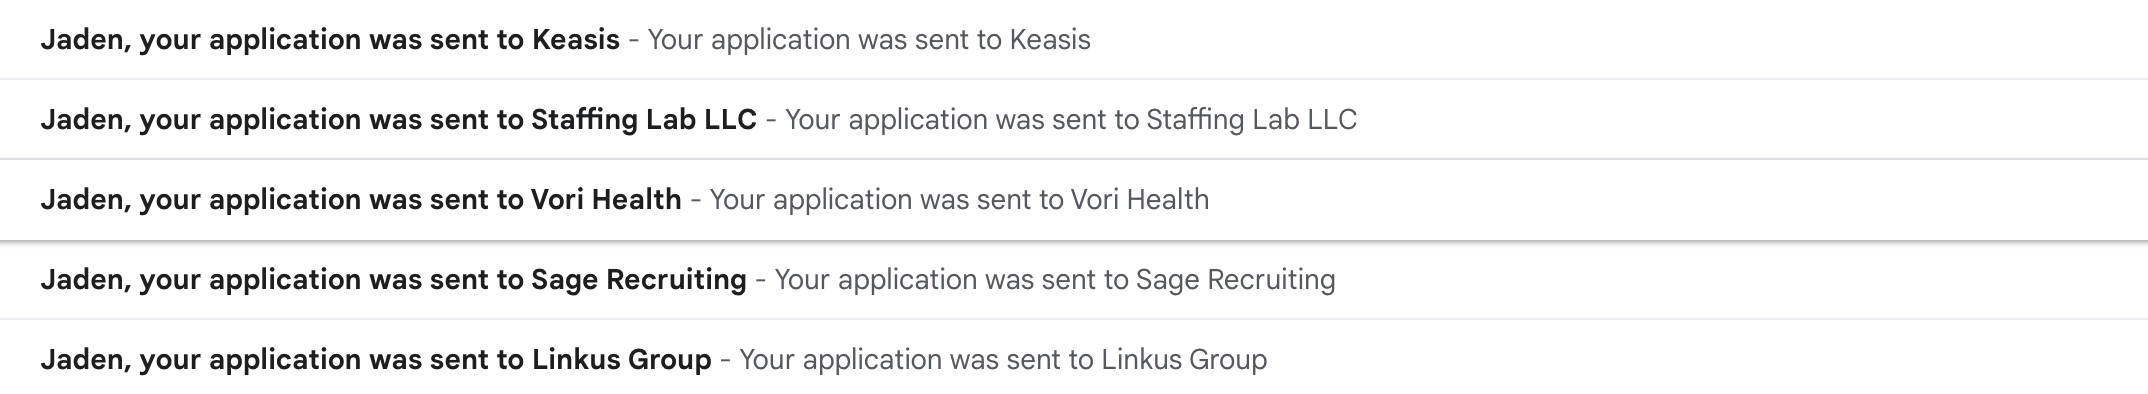 Jaden, your application was sent to Keasis - Your application was sent to Keasis
Jaden, your application was sent to Staffing Lab LLC - Your application was sent to Staffing Lab LLC
Jaden, your application was sent to Vori Health - Your application was sent to Vori Health
Jaden, your application was sent to Sage Recruiting - Your application was sent to Sage Recruiting
Jaden, your application was sent to Linkus Group - Your application was sent to Linkus Group